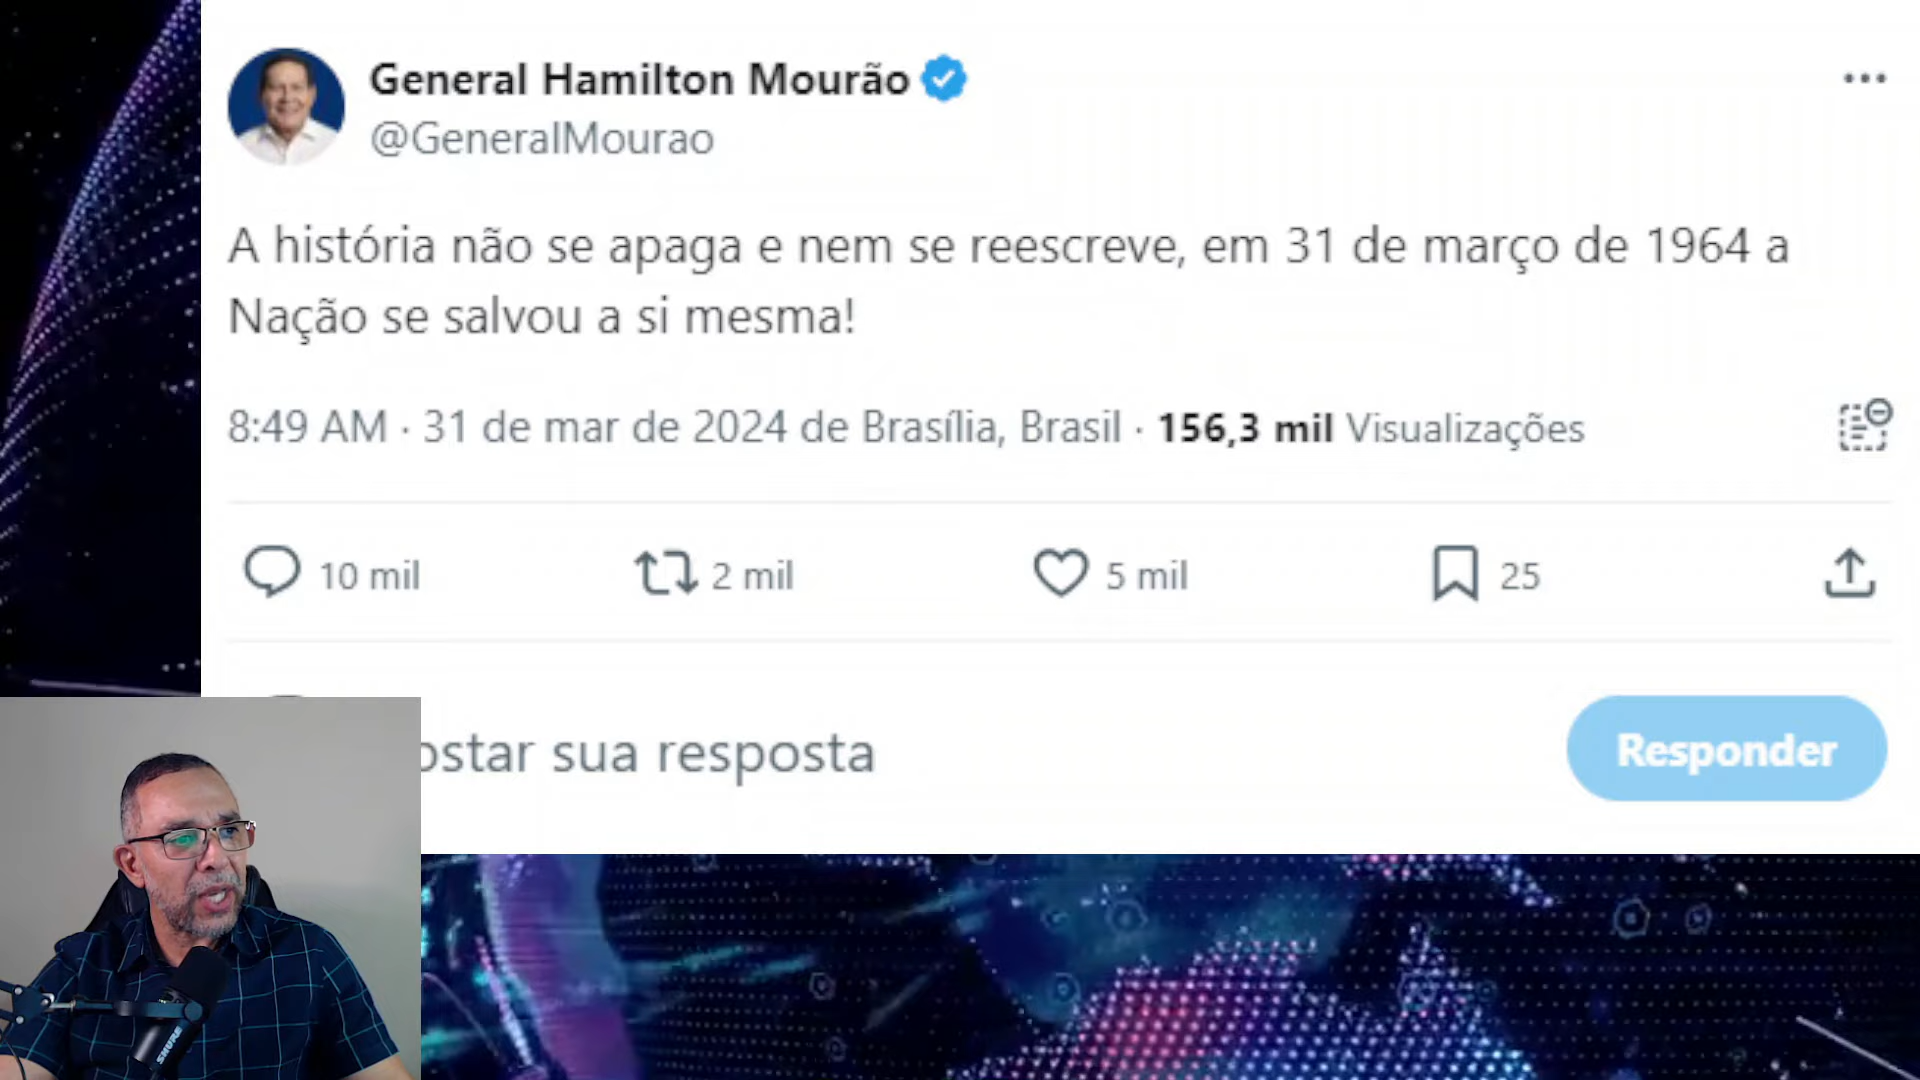 General Hamilton Mourão
@GeneralMourao
A história não se apaga e nem se reescreve, em 31 de março de 1964 a
Nação se salvou a si mesma!
8:49 AM · 31 de mar de 2024 de Brasília, Brasil · 156,3 mil Visualizações
10 mil 2 mil 5 mil 25
ostar sua resposta
Responder
SHURE